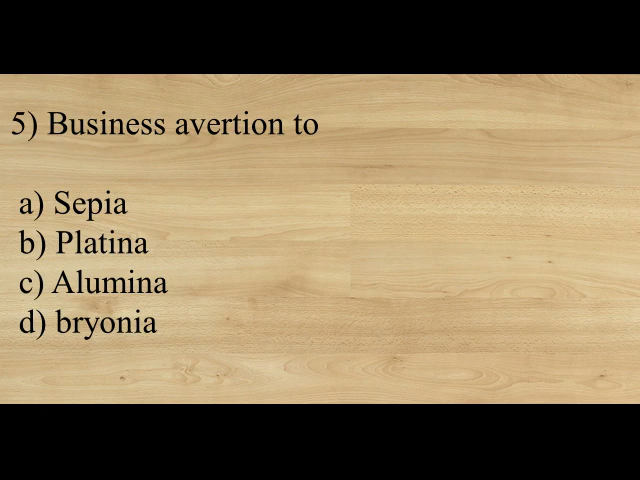 5) Business avertion to
a) Sepia
b) Platina
c) Alumina
d) bryonia